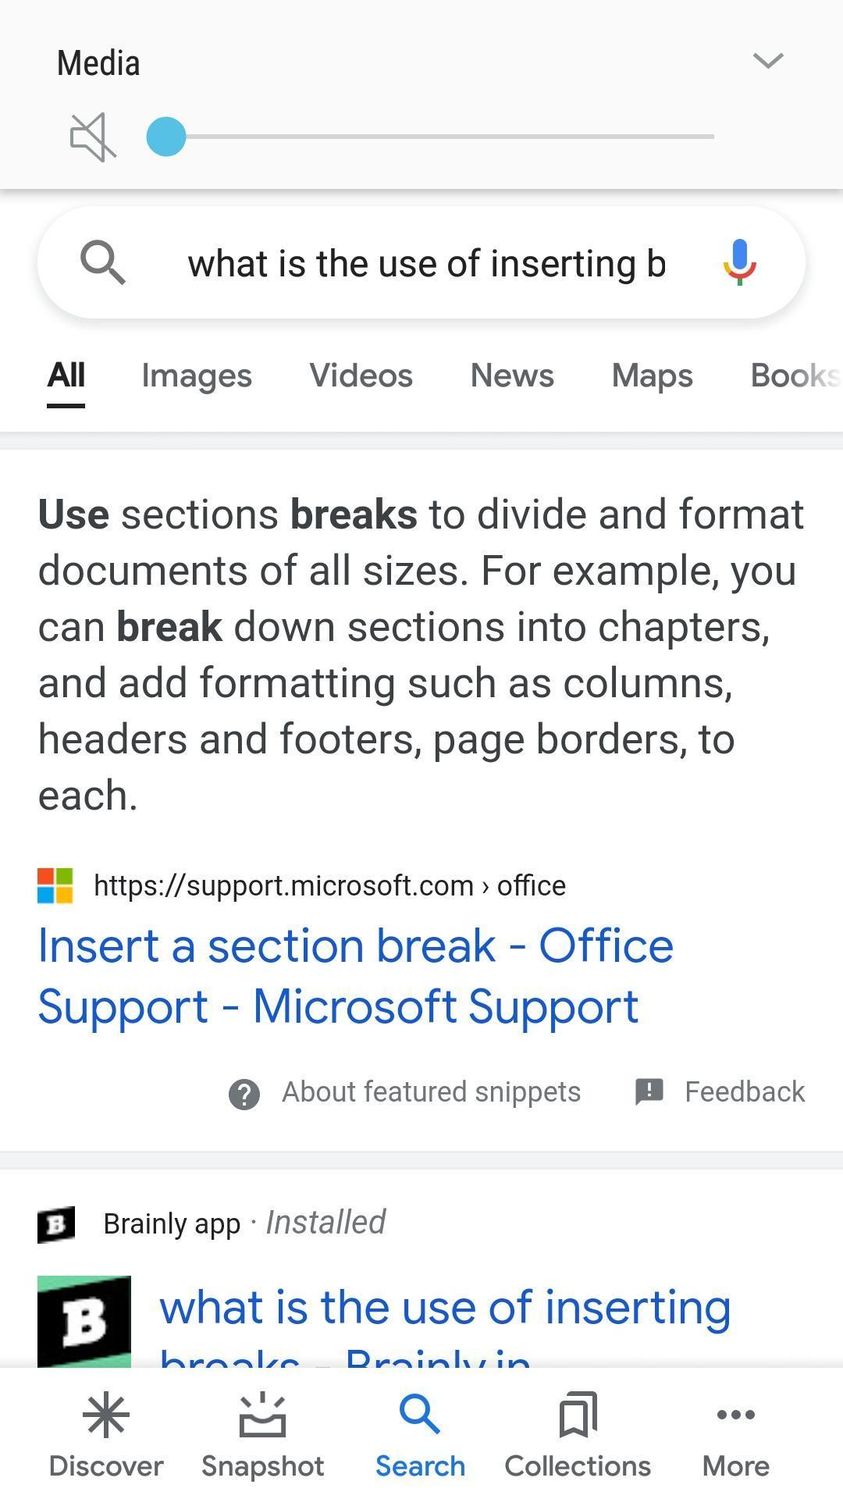 Media
what is the use of inserting b
All Images Videos News Maps Books
Use sections breaks to divide and format
documents of all sizes. For example, you
can break down sections into chapters,
and add formatting such as columns,
headers and footers, page borders, to
each.
https://support.microsoft.com › office
Insert a section break - Office
Support - Microsoft Support
About featured snippets Feedback
B Brainly app · Installed
B what is the use of inserting
breaks - Brainly.in
Discover Snapshot Search Collections More